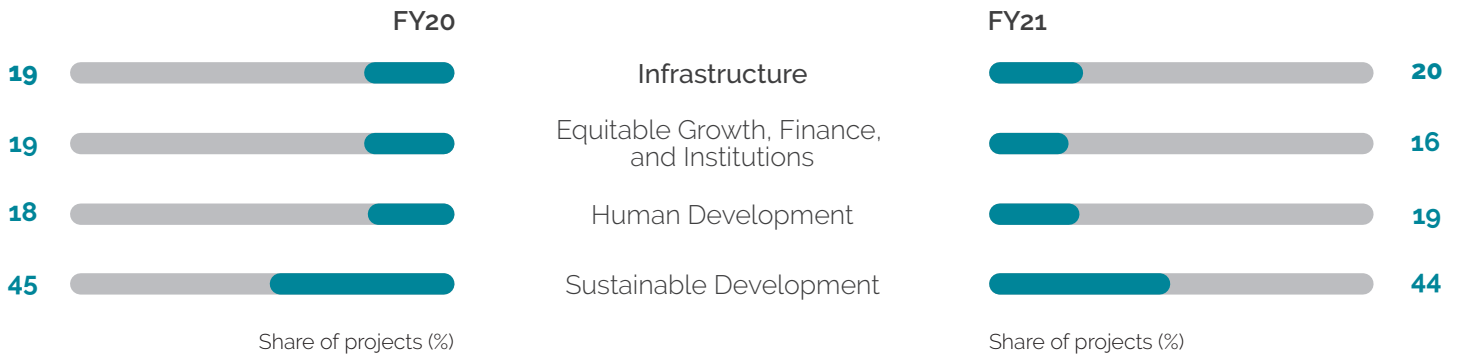 FY20
FY21
19
Infrastructure
20
19
Equitable Growth, Finance,
and Institutions
16
18
Human Development
19
45
Sustainable Development
44
Share of projects (%)
Share of projects (%)